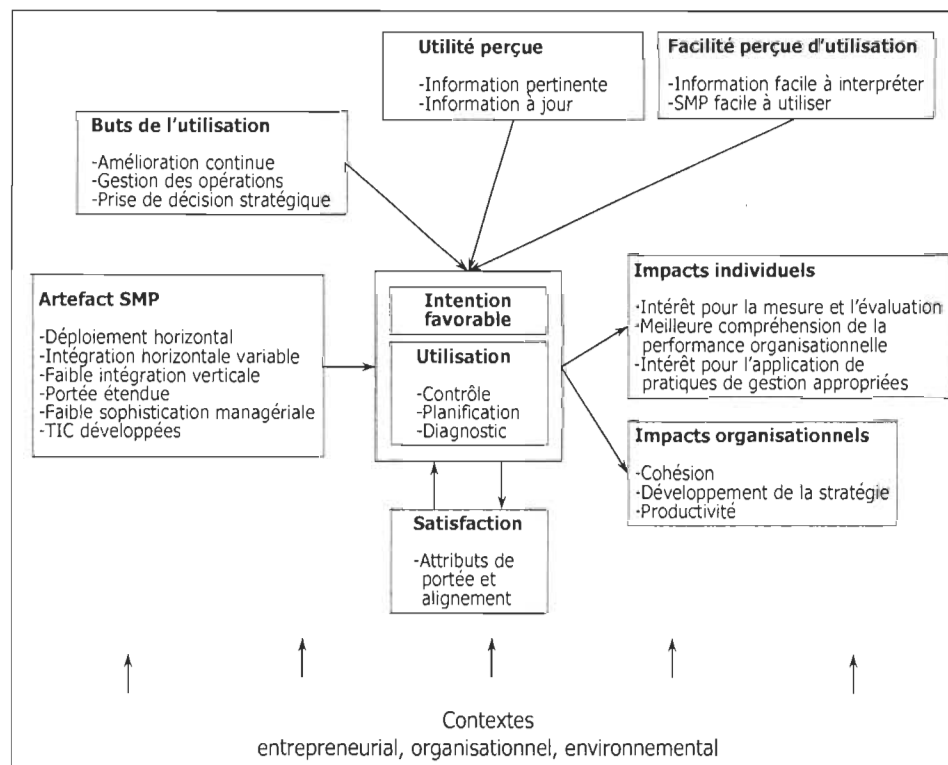 Utilité perçue
-Information pertinente
-Information à jour
Facilité perçue d'utilisation
-Information facile à interpréter
-SMP facile à utiliser
Buts de l'utilisation
-Amélioration continue
-Gestion des opérations
-Prise de décision stratégique
Artefact SMP
-Déploiement horizontal
-Intégration horizontale variable
-Faible intégration verticale
-Portée étendue
-Faible sophistication managériale
-TIC développées
Intention
favorable
Utilisation
-Contrôle
-Planification
-Diagnostic
Impacts individuels
-Intérêt pour la mesure et l'évaluation
-Meilleure compréhension de la
performance organisationnelle
-Intérêt pour l'application de
pratiques de gestion appropriées
Impacts organisationnels
-Cohésion
-Développement de la stratégie
-Productivité
Satisfaction
-Attributs de
portée et
alignement
Contextes
entrepreneurial, organisationnel, environnemental